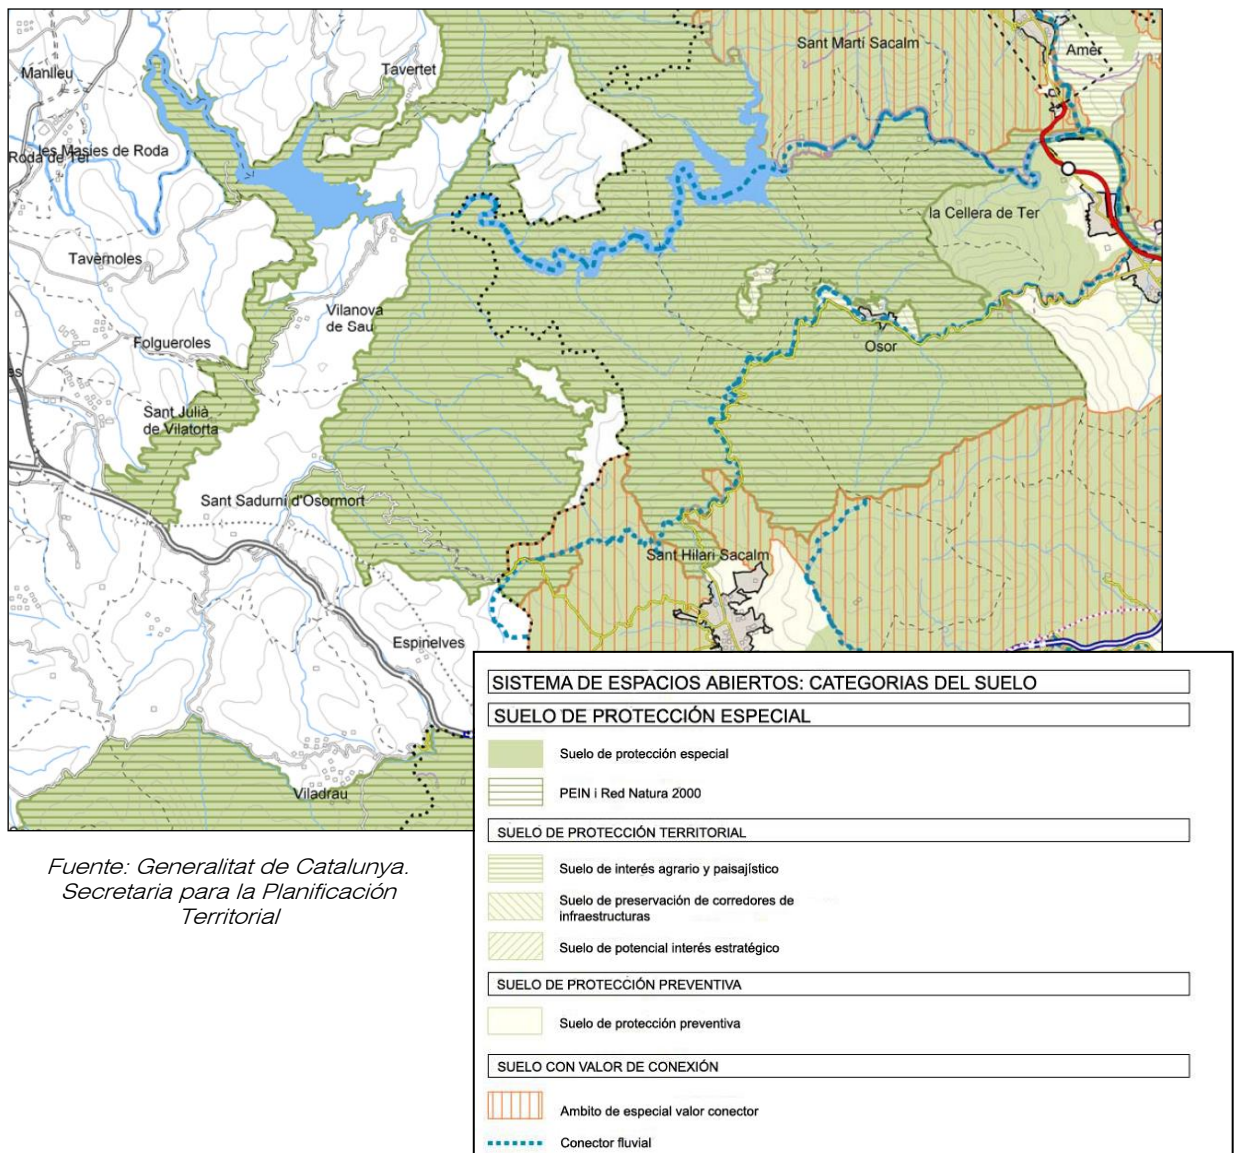 Manlleu
Tavertet
Sant Martí Sacalm
Amer
les Masies de Roda
Roda de Ter
la Cellera de Ter
Tavèrnoles
Vilanova
de Sau
Folgueroles
Osor
es
Sant Julià
de Vilatorta
Sant Sadurní d'Osormort
Sant Hilari Sacalm
Espinelves
Viladrau
SISTEMA DE ESPACIOS ABIERTOS: CATEGORIAS DEL SUELO
SUELO DE PROTECCIÓN ESPECIAL
Suelo de protección especial
PEIN i Red Natura 2000
SUELO DE PROTECCIÓN TERRITORIAL
Suelo de interés agrario y paisajístico
Suelo de preservación de corredores de
infraestructuras
Suelo de potencial interés estratégico
SUELO DE PROTECCIÓN PREVENTIVA
Suelo de protección preventiva
SUELO CON VALOR DE CONEXIÓN
Ambito de especial valor conector
Conector fluvial
Fuente: Generalitat de Catalunya.
Secretaria para la Planificación
Territorial